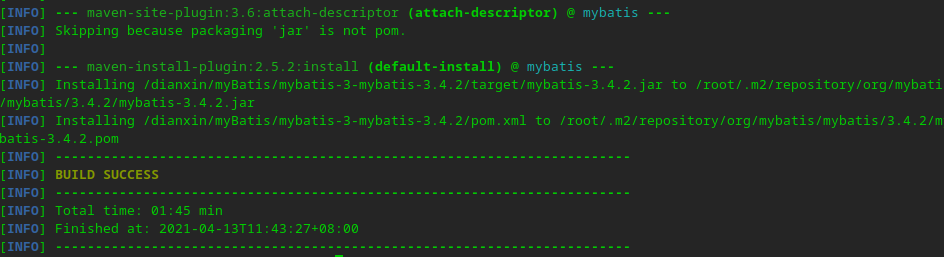 [INFO] --- maven-site-plugin:3.6:attach-descriptor (attach-descriptor) @ mybatis ---
[INFO] Skipping because packaging 'jar' is not pom.
[INFO]
[INFO] --- maven-install-plugin:2.5.2:install (default-install) @ mybatis ---
[INFO] Installing /dianxin/myBatis/mybatis-3-mybatis-3.4.2/target/mybatis-3.4.2.jar to /root/.m2/repository/org/mybati
/mybatis/3.4.2/mybatis-3.4.2.jar
[INFO] Installing /dianxin/myBatis/mybatis-3-mybatis-3.4.2/pom.xml to /root/.m2/repository/org/mybatis/mybatis/3.4.2/m
batis-3.4.2.pom
[INFO] ------------------------------------------------------------------------
[INFO] BUILD SUCCESS
[INFO] ------------------------------------------------------------------------
[INFO] Total time: 01:45 min
[INFO] Finished at: 2021-04-13T11:43:27+08:00
[INFO] ------------------------------------------------------------------------